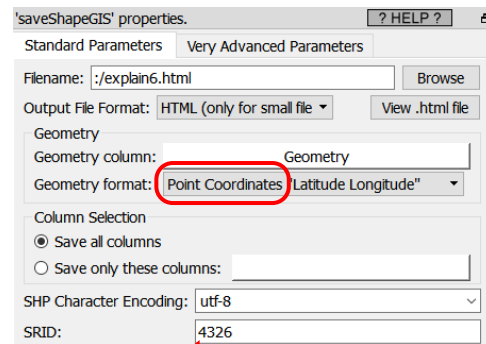 'saveShapeGIS' properties. ? HELP ?
Standard Parameters Very Advanced Parameters
Filename: :/explain6.html Browse
Output File Format: HTML (only for small file View .html file
Geometry
Geometry column: Geometry
Geometry format: Point Coordinates "Latitude Longitude"
Column Selection
Save all columns
Save only these columns:
SHP Character Encoding: utf-8
SRID: 4326